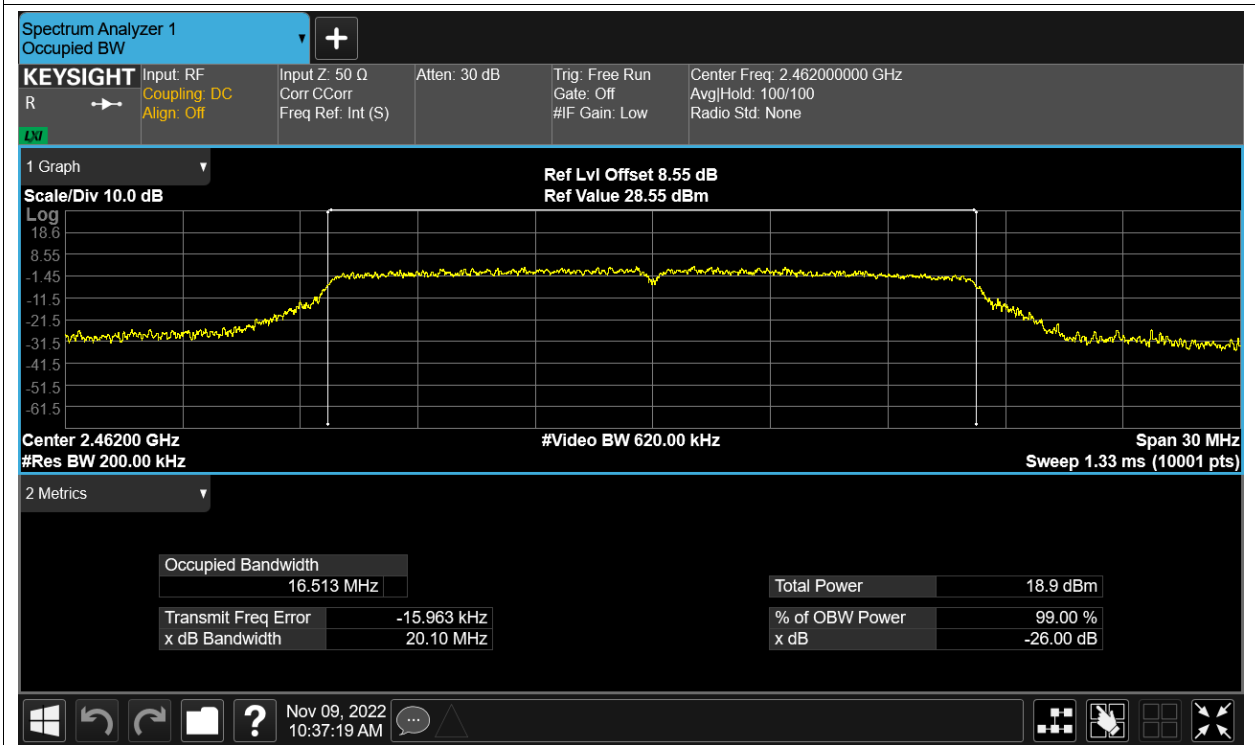 Spectrum Analyzer 1
Occupied BW
KEYSIGHT
R
LXI
Input: RF
Coupling: DC
Align: Off
Input Z: 50 Ω
Corr CCorr
Freq Ref: Int (S)
Atten: 30 dB
Trig: Free Run
Gate: Off
#IF Gain: Low
Center Freq: 2.462000000 GHz
Avg|Hold: 100/100
Radio Std: None
1 Graph
Scale/Div 10.0 dB
Ref Lvl Offset 8.55 dB
Ref Value 28.55 dBm
Log
18.6
8.55
-1.45
-11.5
-21.5
-31.5
-41.5
-51.5
-61.5
Center 2.46200 GHz
#Res BW 200.00 kHz
#Video BW 620.00 kHz
Span 30 MHz
Sweep 1.33 ms (10001 pts)
2 Metrics
Occupied Bandwidth
16.513 MHz
Transmit Freq Error -15.963 kHz
x dB Bandwidth 20.10 MHz
Total Power 18.9 dBm
% of OBW Power 99.00 %
x dB -26.00 dB
?
Nov 09, 2022
10:37:19 AM